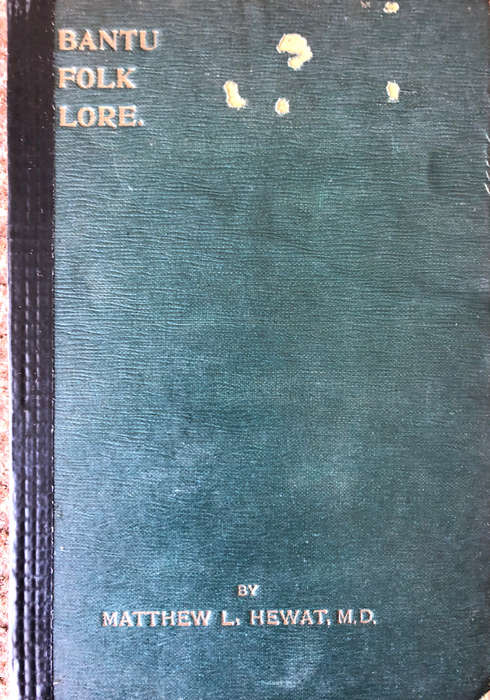 BANTU
FOLK
LORE.
BY
MATTHEW L. HEWAT, M.D.